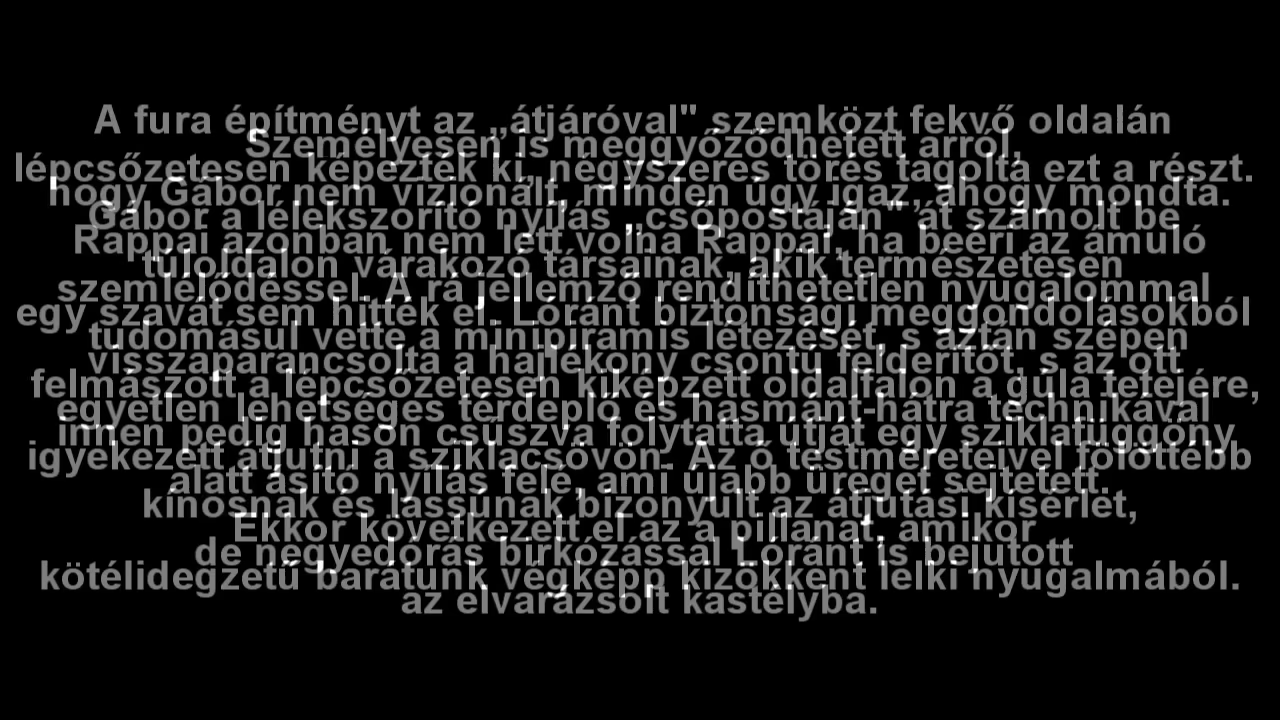 A fura építményt az „átjáróval" szemközt fekvő oldalán
lépcsőzetesen képezték ki, négyszeres törés tagolta ezt a részt.
Gábor a lélekszorító nyílás „csőpostáján" át számolt be
túloldalon várakozó társainak, akik természetesen
egy szavát sem hitték el. Lóránt biztonsági meggondolásokból
visszaparancsolta a hajlékony csontú felderítőt, s az ott
egyetlen lehetséges térdeplő és hasmánt-hátra technikával
igyekezett átjutni a sziklacsövön. Az ő testméreteivel fölöttébb
kínosnak és lassúnak bizonyult az átjutási kísérlet,
de negyedórás birkózással Lóránt is bejutott
az elvarázsolt kastélyba.
Személyesen is meggyőződhetett arról,
hogy Gábor nem vizionált, minden úgy igaz, ahogy mondta.
Rappai azonban nem lett volna Rappai, ha beéri az ámuló
szemlélődéssel. A rá jellemző rendíthetetlen nyugalommal
tudomásul vette a minipiramis létezését, s aztán szépen
felmászott a lépcsőzetesen kiképzett oldalfalon a gúla tetejére,
innen pedig hason csúszva folytatta útját egy sziklafüggöny
alatt ásító nyílás felé, ami újabb üreget sejtetett.
Ekkor következett el az a pillanat, amikor
kötélidegzetű barátunk végképp kizökkent lelki nyugalmából.